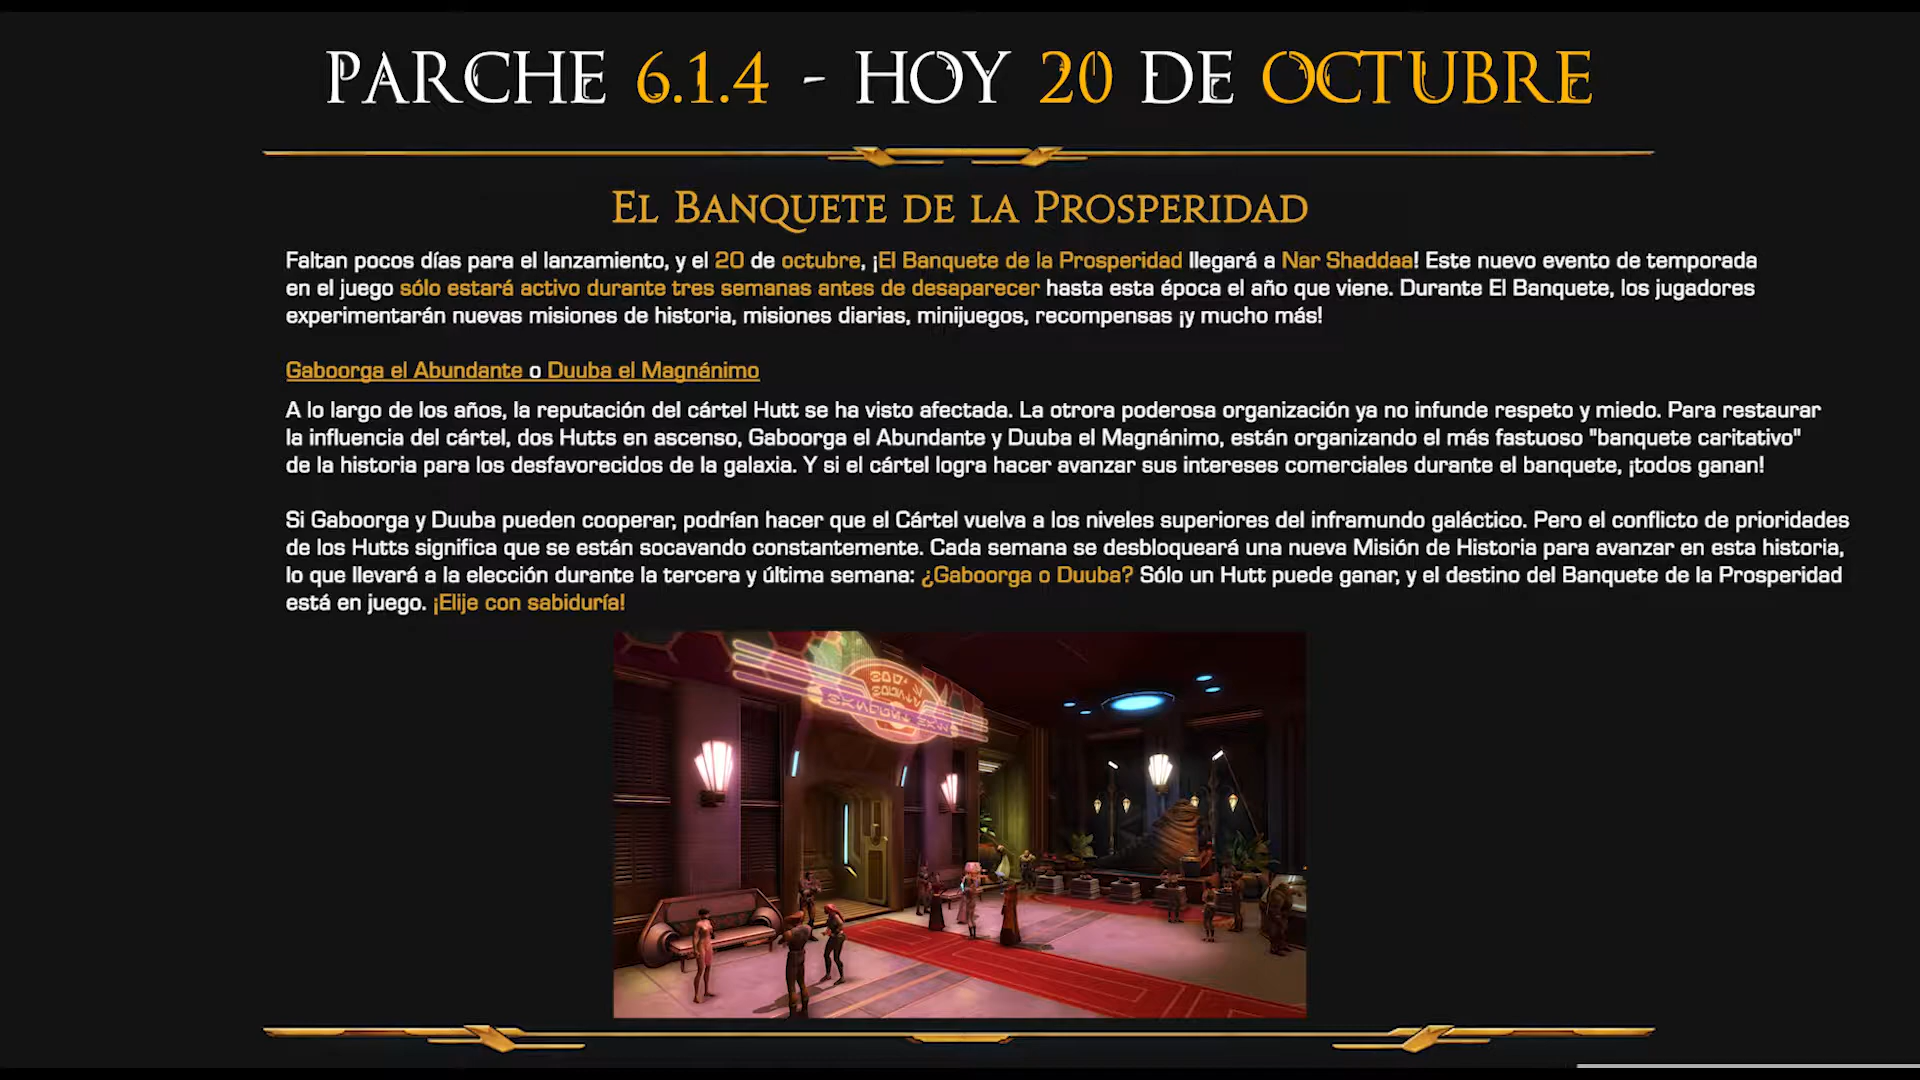 PARCHE 6.1.4 - HOY 20 DE OCTUBRE
EL BANQUETE DE LA PROSPERIDAD
Faltan pocos días para el lanzamiento, y el 20 de octubre, ¡El Banquete de la Prosperidad llegará a Nar Shaddaa! Este nuevo evento de temporada
en el juego sólo estará activo durante tres semanas antes de desaparecer hasta esta época el año que viene. Durante El Banquete, los jugadores
experimentarán nuevas misiones de historia, misiones diarias, minijuegos, recompensas ¡y mucho más!
Gaboorga el Abundante o Duuba el Magnánimo
A lo largo de los años, la reputación del cártel Hutt se ha visto afectada. La otrora poderosa organización ya no infunde respeto y miedo. Para restaurar
la influencia del cártel, dos Hutts en ascenso, Gaboorga el Abundante y Duuba el Magnánimo, están organizando el más fastuoso "banquete caritativo"
de la historia para los desfavorecidos de la galaxia. Y si el cártel logra hacer avanzar sus intereses comerciales durante el banquete, ¡todos ganan!
Si Gaboorga y Duuba pueden cooperar, podrían hacer que el Cártel vuelva a los niveles superiores del inframundo galáctico. Pero el conflicto de prioridades
de los Hutts significa que se están socavando constantemente. Cada semana se desbloqueará una nueva Misión de Historia para avanzar en esta historia,
lo que llevará a la elección durante la tercera y última semana: ¿Gaboorga o Duuba? Sólo un Hutt puede ganar, y el destino del Banquete de la Prosperidad
está en juego. ¡Elije con sabiduría!